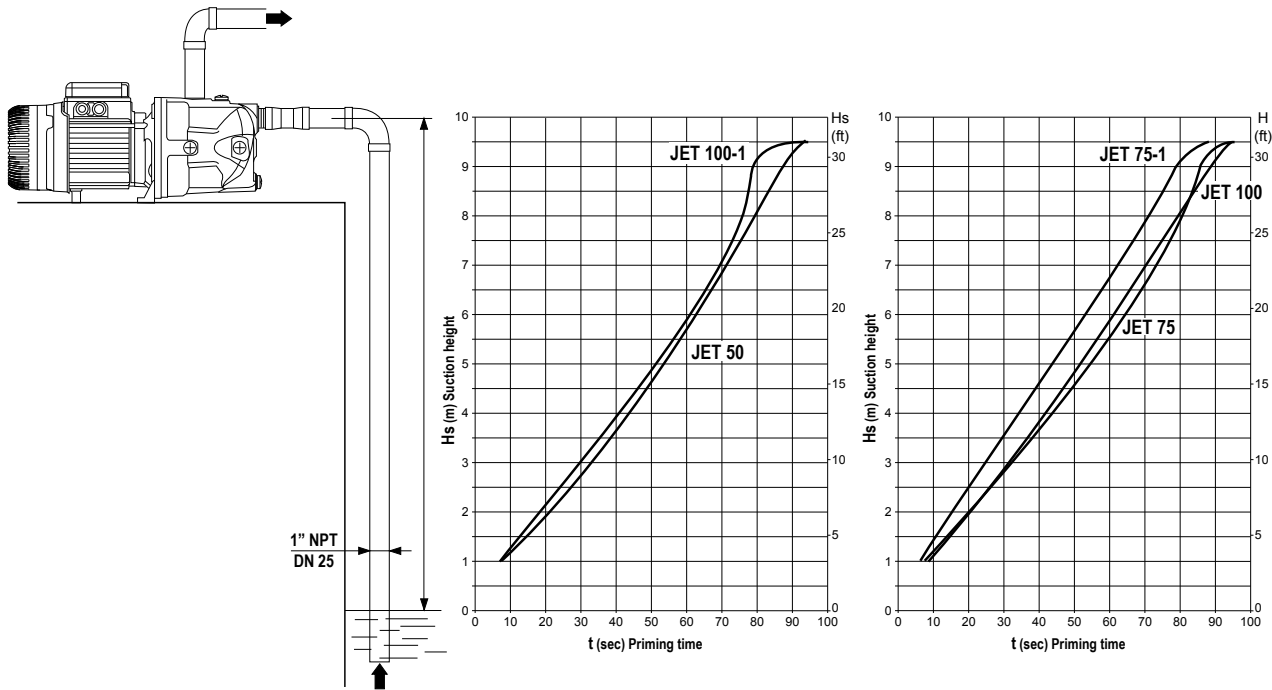 1” NPT
DN 25
Hs (m) Suction height
10
9
8
7
6
5
4
3
2
1
0
JET 100-1
JET 50
Hs
(ft)
30
25
20
15
10
5
0
0 10 20 30 40 50 60 70 80 90 100
t (sec) Priming time
Hs (m) Suction height
10
9
8
7
6
5
4
3
2
1
0
JET 75-1
JET 100
JET 75
H
(ft)
30
25
20
15
10
5
0
0 10 20 30 40 50 60 70 80 90 100
t (sec) Priming time